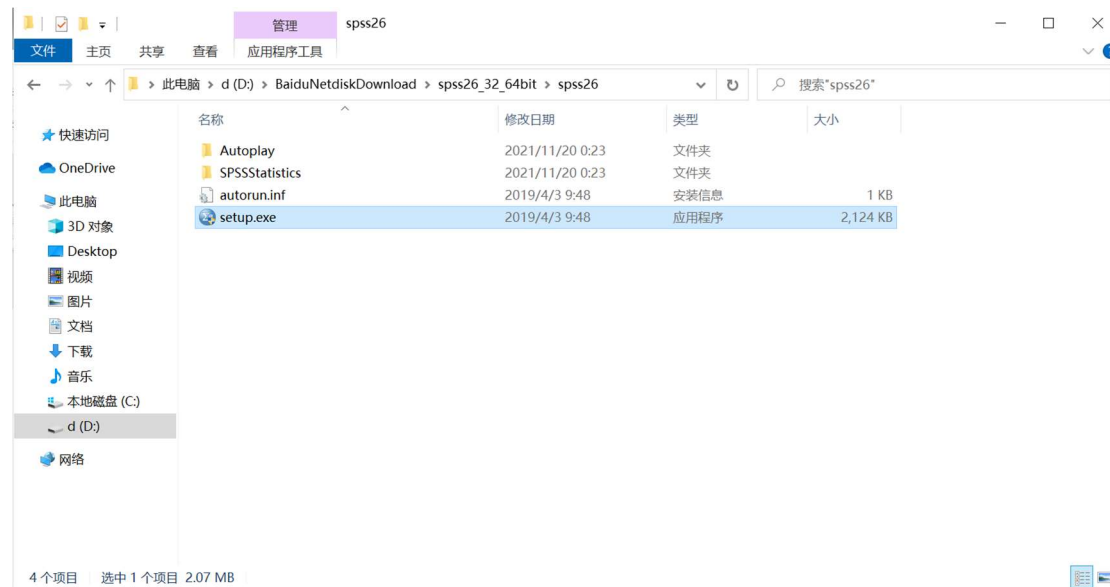 管理 spss26
文件 主页 共享 查看 应用程序工具
此电脑 > d (D:) > BaiduNetdiskDownload > spss26_32_64bit > spss26 搜索"spss26"
名称 修改日期 类型 大小
快速访问
OneDrive
此电脑
3D 对象
Desktop
视频
图片
文档
下载
音乐
本地磁盘 (C:)
d (D:)
网络
Autoplay 2021/11/20 0:23 文件夹
SPSSStatistics 2021/11/20 0:23 文件夹
autorun.inf 2019/4/3 9:48 安装信息 1 KB
setup.exe 2019/4/3 9:48 应用程序 2,124 KB
4 个项目 选中 1 个项目 2.07 MB